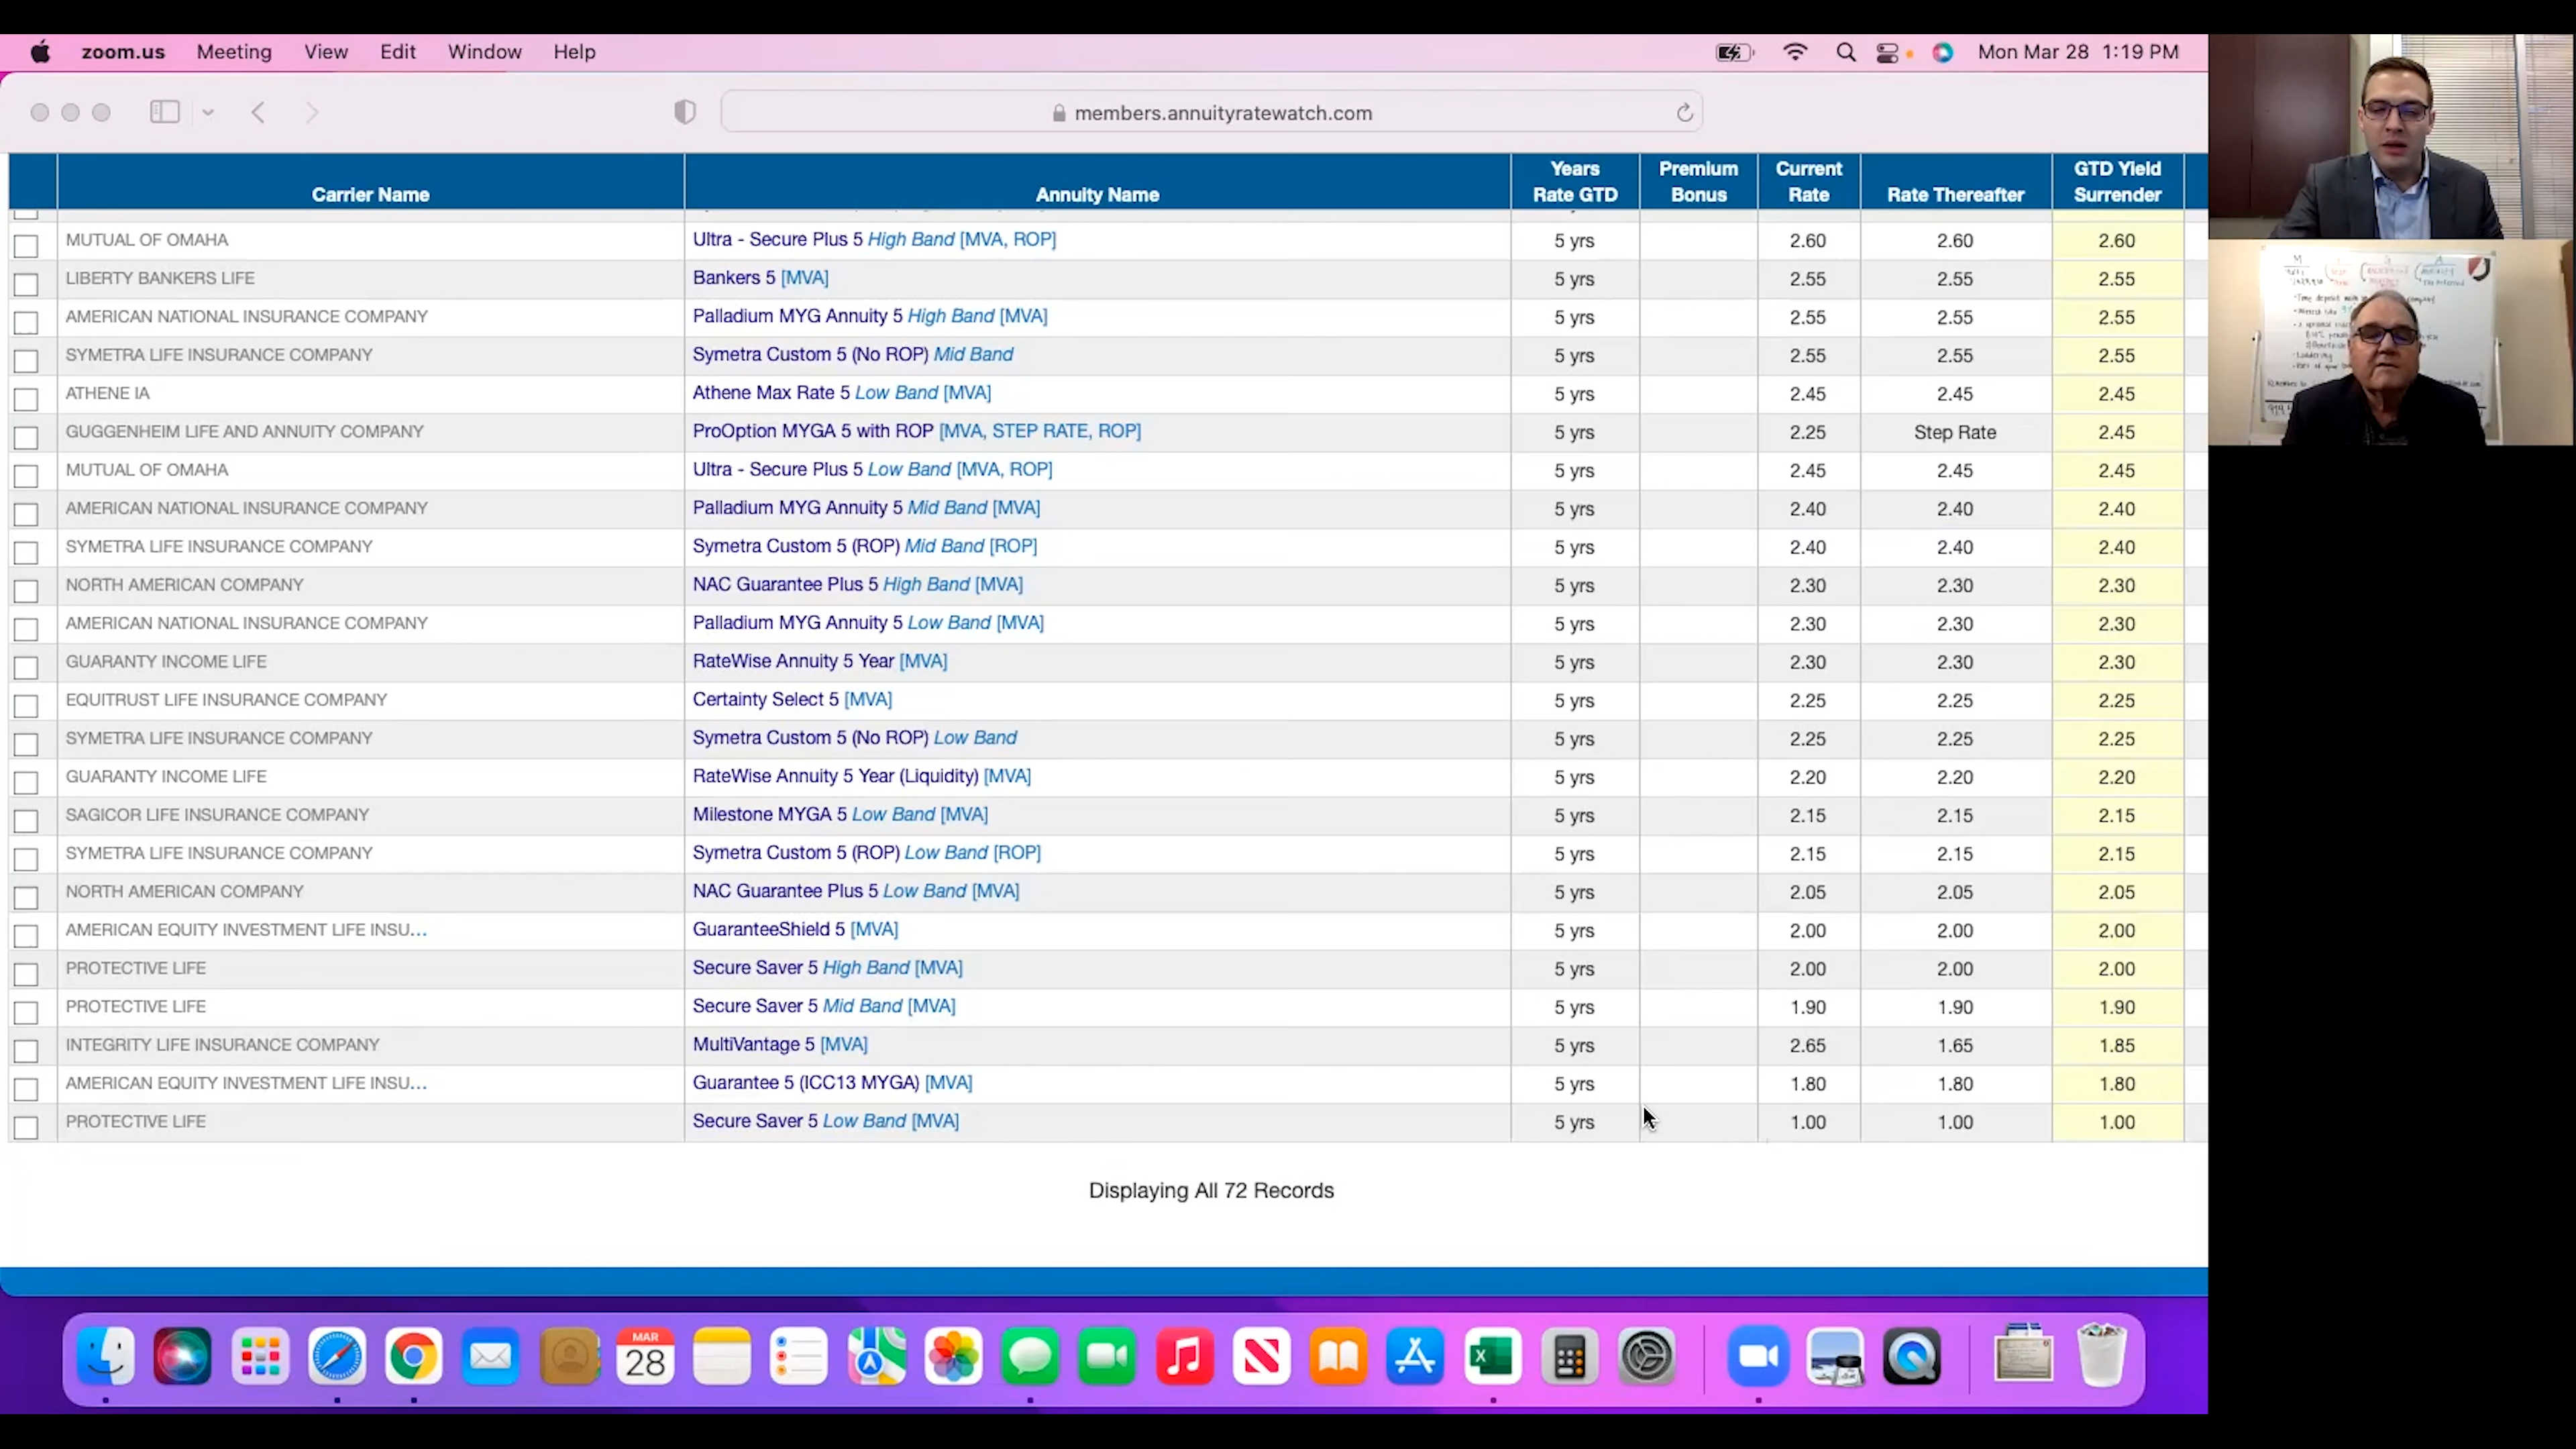 zoom.us Meeting View Edit Window Help Mon Mar 28 1:19 PM
members.annuityratewatch.com
Carrier Name Annuity Name Years Rate GTD Premium Bonus Current Rate Rate Thereafter GTD Yield Surrender
MUTUAL OF OMAHA Ultra - Secure Plus 5 High Band [MVA, ROP] 5 yrs 2.60 2.60 2.60
LIBERTY BANKERS LIFE Bankers 5 [MVA] 5 yrs 2.55 2.55 2.55
AMERICAN NATIONAL INSURANCE COMPANY Palladium MYG Annuity 5 High Band [MVA] 5 yrs 2.55 2.55 2.55
SYMETRA LIFE INSURANCE COMPANY Symetra Custom 5 (No ROP) Mid Band 5 yrs 2.55 2.55 2.55
ATHENE IA Athene Max Rate 5 Low Band [MVA] 5 yrs 2.45 2.45 2.45
GUGGENHEIM LIFE AND ANNUITY COMPANY ProOption MYGA 5 with ROP [MVA, STEP RATE, ROP] 5 yrs 2.25 Step Rate 2.45
MUTUAL OF OMAHA Ultra - Secure Plus 5 Low Band [MVA, ROP] 5 yrs 2.45 2.45 2.45
AMERICAN NATIONAL INSURANCE COMPANY Palladium MYG Annuity 5 Mid Band [MVA] 5 yrs 2.40 2.40 2.40
SYMETRA LIFE INSURANCE COMPANY Symetra Custom 5 (ROP) Mid Band [ROP] 5 yrs 2.40 2.40 2.40
NORTH AMERICAN COMPANY NAC Guarantee Plus 5 High Band [MVA] 5 yrs 2.30 2.30 2.30
AMERICAN NATIONAL INSURANCE COMPANY Palladium MYG Annuity 5 Low Band [MVA] 5 yrs 2.30 2.30 2.30
GUARANTY INCOME LIFE RateWise Annuity 5 Year [MVA] 5 yrs 2.30 2.30 2.30
EQUITRUST LIFE INSURANCE COMPANY Certainty Select 5 [MVA] 5 yrs 2.25 2.25 2.25
SYMETRA LIFE INSURANCE COMPANY Symetra Custom 5 (No ROP) Low Band 5 yrs 2.25 2.25 2.25
GUARANTY INCOME LIFE RateWise Annuity 5 Year (Liquidity) [MVA] 5 yrs 2.20 2.20 2.20
SAGICOR LIFE INSURANCE COMPANY Milestone MYGA 5 Low Band [MVA] 5 yrs 2.15 2.15 2.15
SYMETRA LIFE INSURANCE COMPANY Symetra Custom 5 (ROP) Low Band [ROP] 5 yrs 2.15 2.15 2.15
NORTH AMERICAN COMPANY NAC Guarantee Plus 5 Low Band [MVA] 5 yrs 2.05 2.05 2.05
AMERICAN EQUITY INVESTMENT LIFE INSU... GuaranteeShield 5 [MVA] 5 yrs 2.00 2.00 2.00
PROTECTIVE LIFE Secure Saver 5 High Band [MVA] 5 yrs 2.00 2.00 2.00
PROTECTIVE LIFE Secure Saver 5 Mid Band [MVA] 5 yrs 1.90 1.90 1.90
INTEGRITY LIFE INSURANCE COMPANY MultiVantage 5 [MVA] 5 yrs 2.65 1.65 1.85
AMERICAN EQUITY INVESTMENT LIFE INSU... Guarantee 5 (ICC13 MYGA) [MVA] 5 yrs 1.80 1.80 1.80
PROTECTIVE LIFE Secure Saver 5 Low Band [MVA] 5 yrs 1.00 1.00 1.00
Displaying All 72 Records
MAR
28